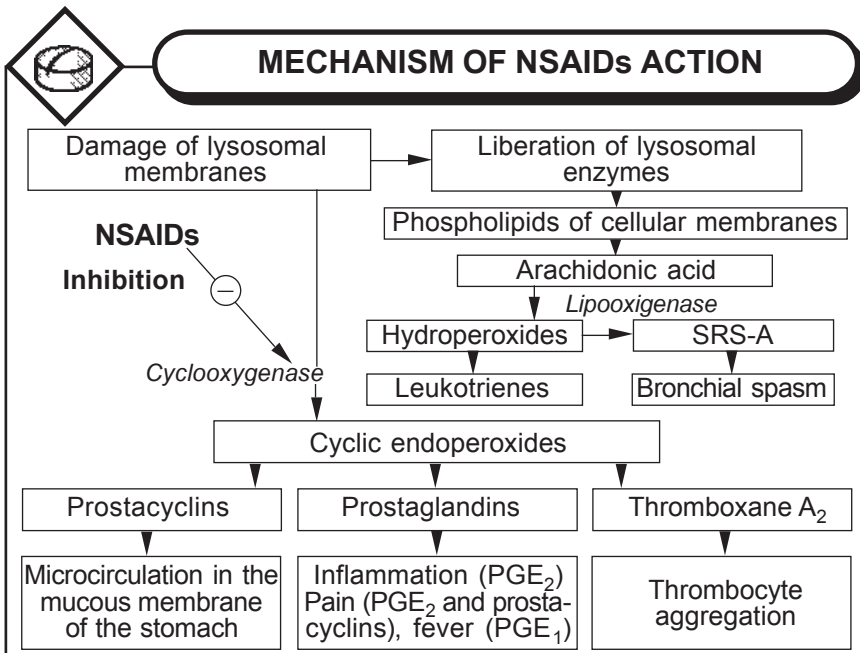 MECHANISM OF NSAIDs ACTION
Damage of lysosomal
membranes
Liberation of lysosomal
enzymes
Phospholipids of cellular membranes
NSAIDs
Inhibition
−
Arachidonic acid
Lipooxigenase
Hydroperoxides
SRS-A
Cyclooxygenase
Leukotrienes
Bronchial spasm
Cyclic endoperoxides
Prostacyclins
Prostaglandins
Thromboxane A₂
Microcirculation in the
mucous membrane
of the stomach
Inflammation (PGE₂)
Pain (PGE₂ and prosta-
cyclins), fever (PGE₁)
Thrombocyte
aggregation